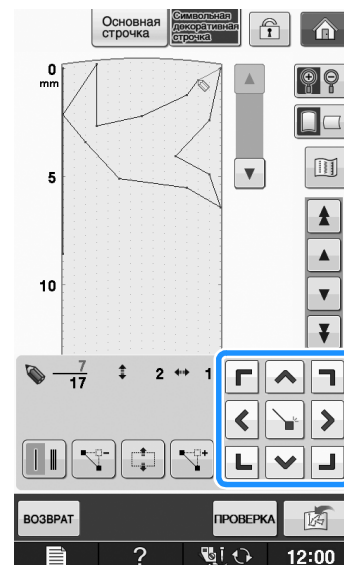 Основная
строчка
Символьная
декоративная
строчка
0
mm
5
10
7
17
2
1
ВОЗВРАТ
ПРОВЕРКА
?
12:00